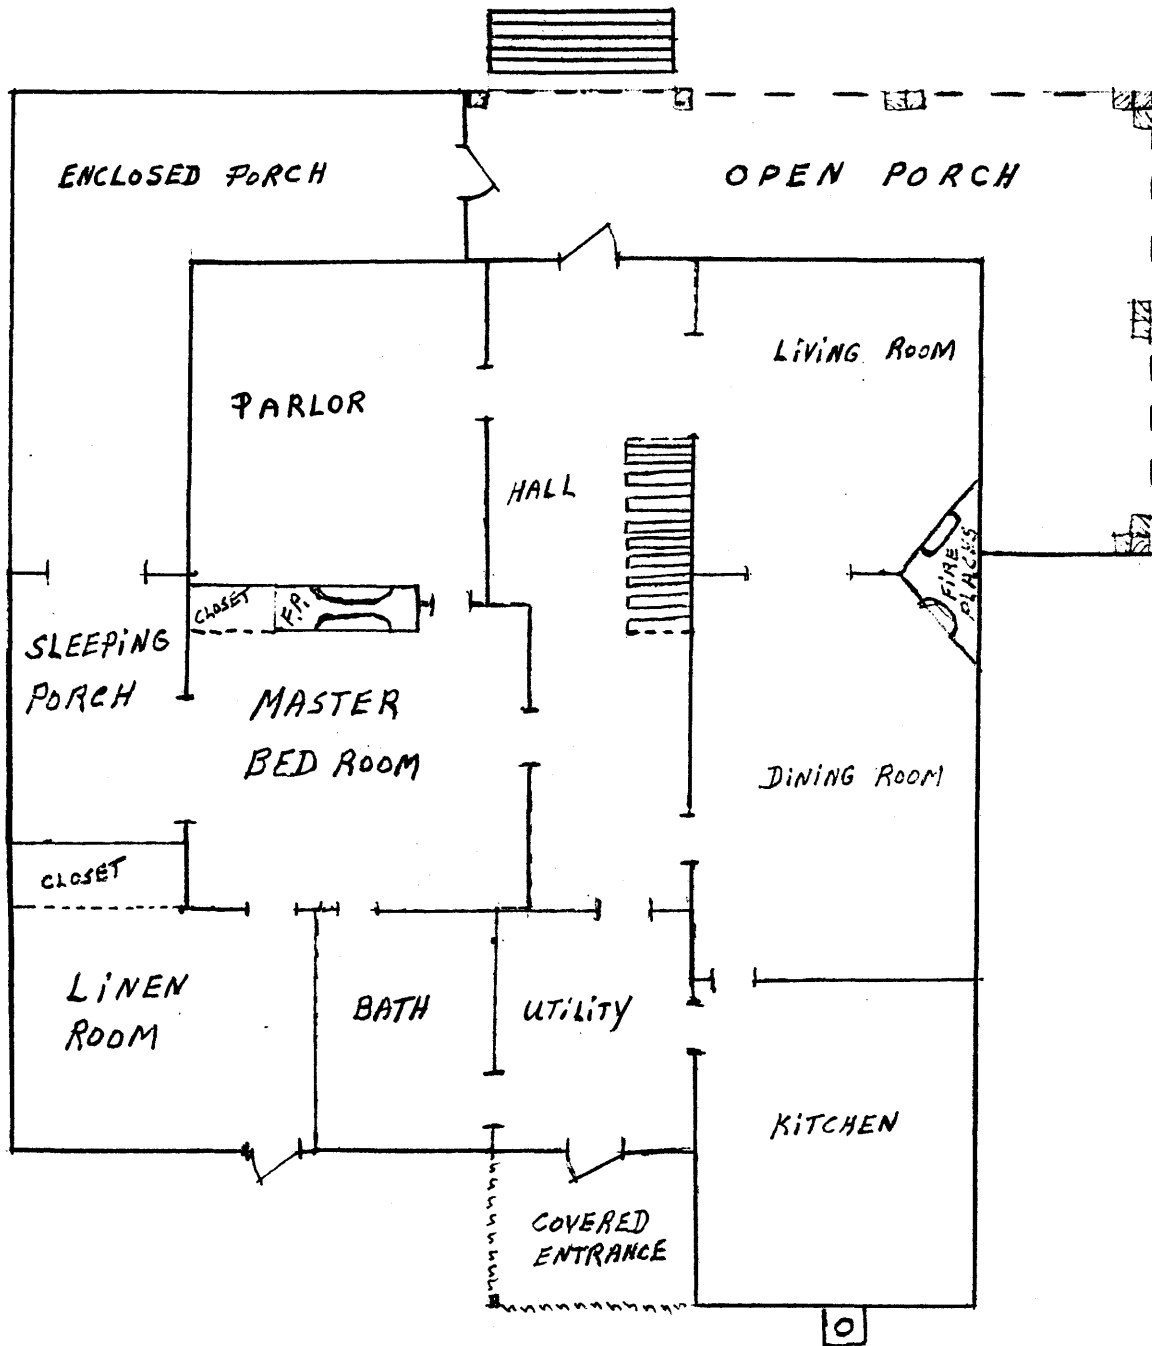 ENCLOSED PORCH
OPEN PORCH
LIVING ROOM
PARLOR
HALL
CLOSET
F.P.
FIRE
PLACES
SLEEPING
PORCH
MASTER
BED ROOM
DINING ROOM
CLOSET
LINEN
ROOM
BATH
UTILITY
KITCHEN
COVERED
ENTRANCE